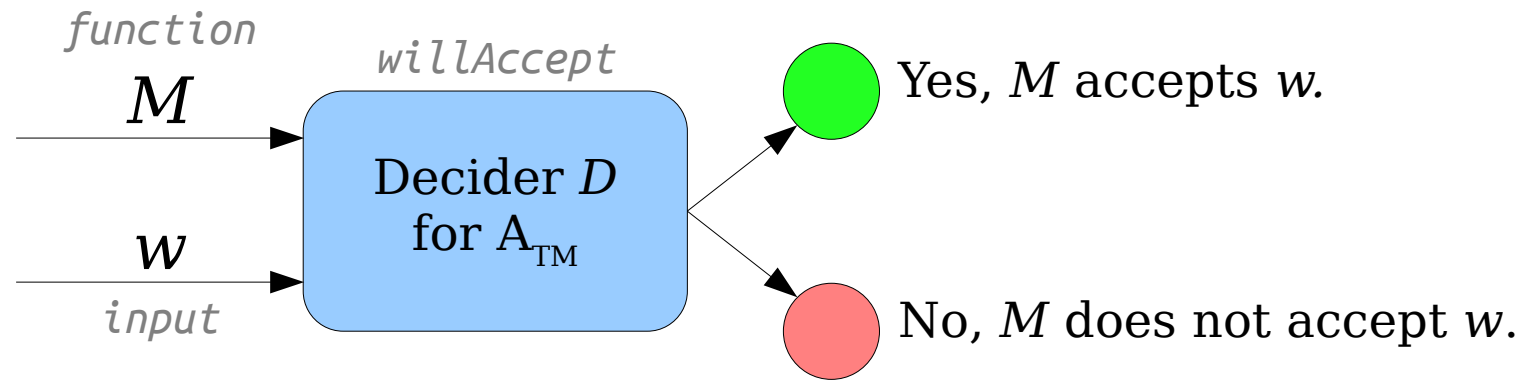 function
M
willAccept
Decider D
for A_TM
w
input
Yes, M accepts w.
No, M does not accept w.